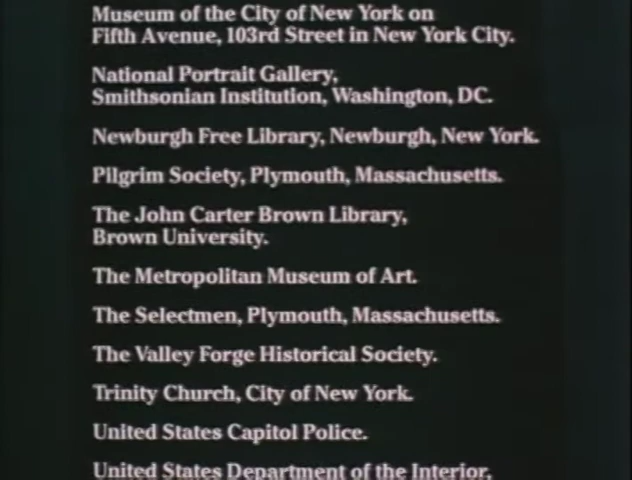 Museum of the City of New York on
Fifth Avenue, 103rd Street in New York City.
National Portrait Gallery,
Smithsonian Institution, Washington, DC.
Newburgh Free Library, Newburgh, New York.
Pilgrim Society, Plymouth, Massachusetts.
The John Carter Brown Library,
Brown University.
The Metropolitan Museum of Art.
The Selectmen, Plymouth, Massachusetts.
The Valley Forge Historical Society.
Trinity Church, City of New York.
United States Capitol Police.
United States Department of the Interior,